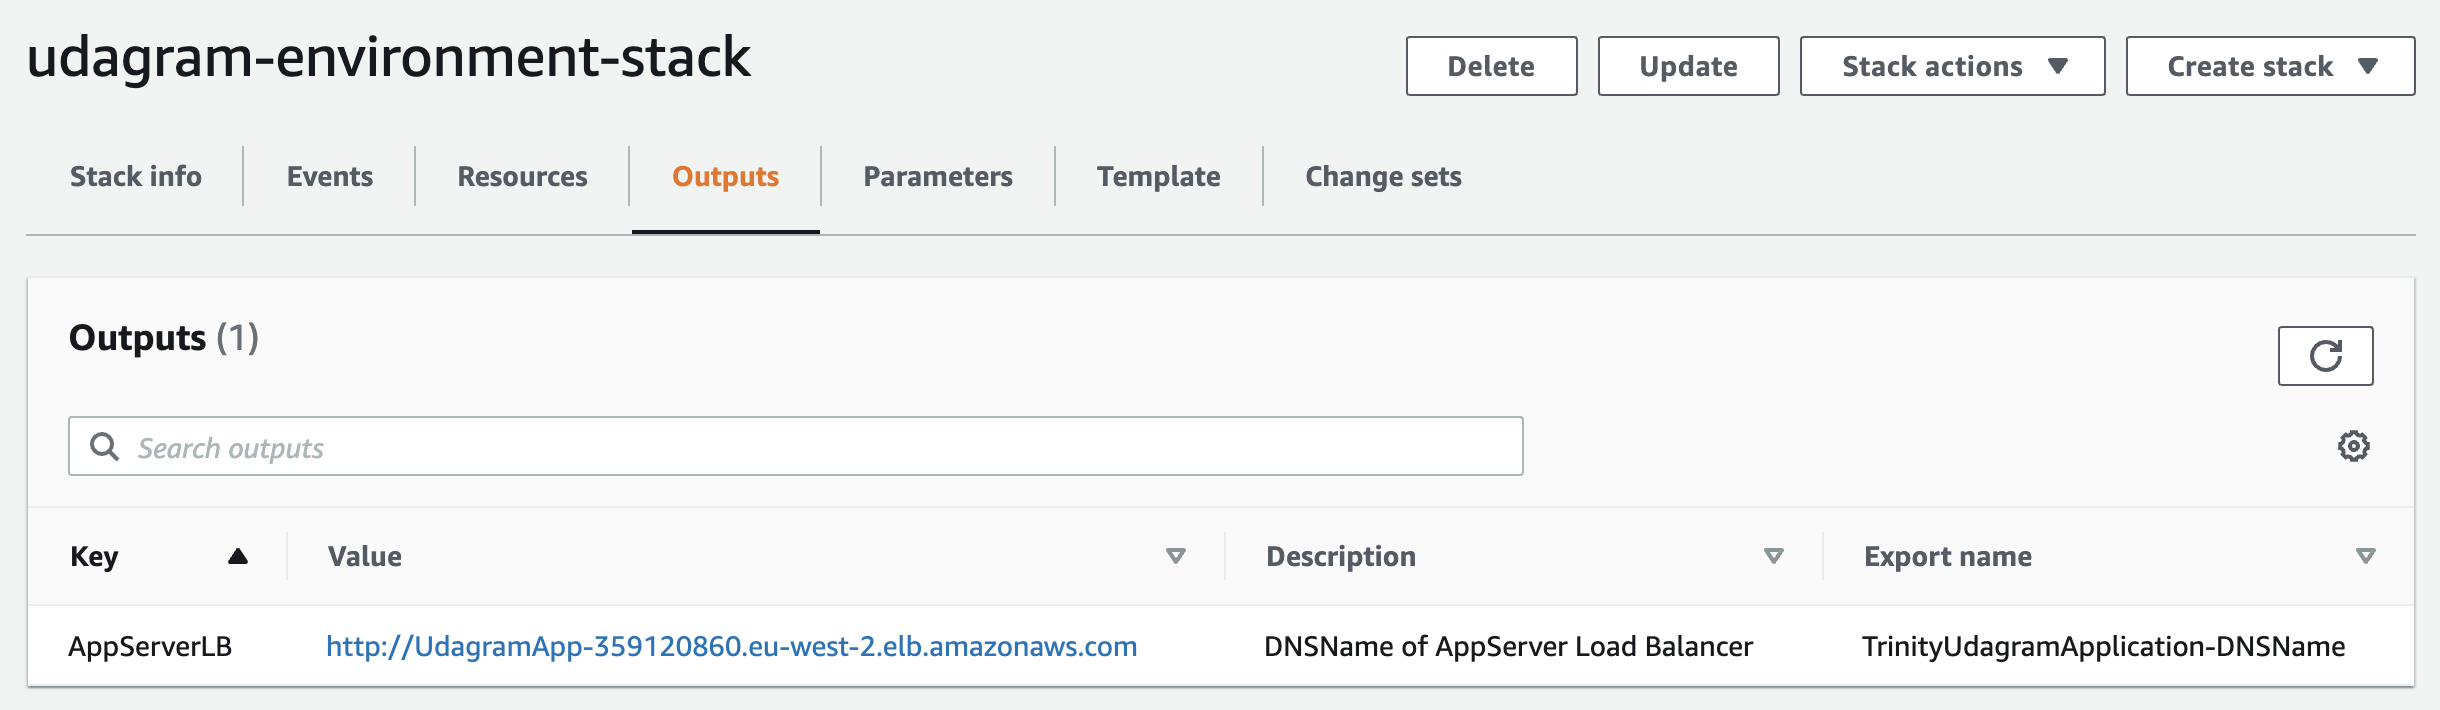 udagram-environment-stack
Delete
Update
Stack actions
Create stack
Stack info
Events
Resources
Outputs
Parameters
Template
Change sets
Outputs (1)
Search outputs
Key
Value
Description
Export name
AppServerLB
http://UdagramApp-359120860.eu-west-2.elb.amazonaws.com
DNSName of AppServer Load Balancer
TrinityUdagramApplication-DNSName